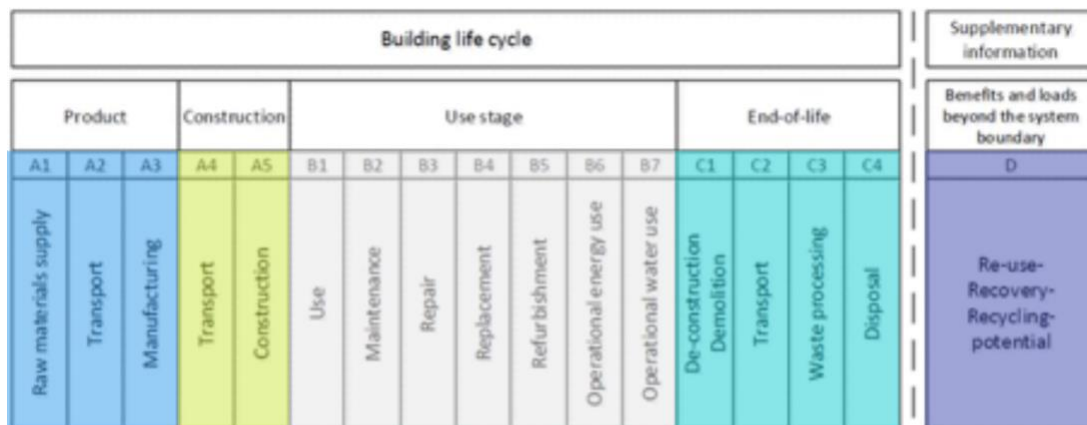 Building life cycle
Supplementary
information
Product
Construction
Use stage
End-of-life
Benefits and loads
beyond the system
boundary
A1
A2
A3
A4
A5
B1
B2
B3
B4
B5
B6
B7
C1
C2
C3
C4
D
Raw materials supply
Transport
Manufacturing
Transport
Construction
Use
Maintenance
Repair
Replacement
Refurbishment
Operational energy use
Operational water use
De-construction
Demolition
Transport
Waste processing
Disposal
Re-use-
Recovery-
Recycling-
potential